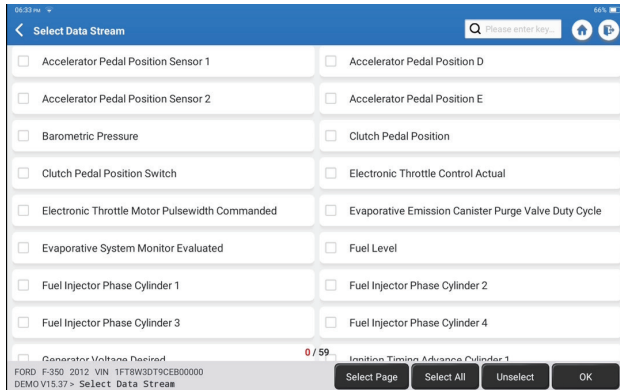 06:33 PM 66%
Select Data Stream Please enter key...
Accelerator Pedal Position Sensor 1 Accelerator Pedal Position D
Accelerator Pedal Position Sensor 2 Accelerator Pedal Position E
Barometric Pressure Clutch Pedal Position
Clutch Pedal Position Switch Electronic Throttle Control Actual
Electronic Throttle Motor Pulsewidth Commanded Evaporative Emission Canister Purge Valve Duty Cycle
Evaporative System Monitor Evaluated Fuel Level
Fuel Injector Phase Cylinder 1 Fuel Injector Phase Cylinder 2
Fuel Injector Phase Cylinder 3 Fuel Injector Phase Cylinder 4
Generator Voltage Desired 0 / 59 Ignition Timing Advance Cylinder 1
FORD F-350 2012 VIN 1FT8W3DT9CEB00000
DEMO V15.37 > Select Data Stream
Select Page Select All Unselect OK